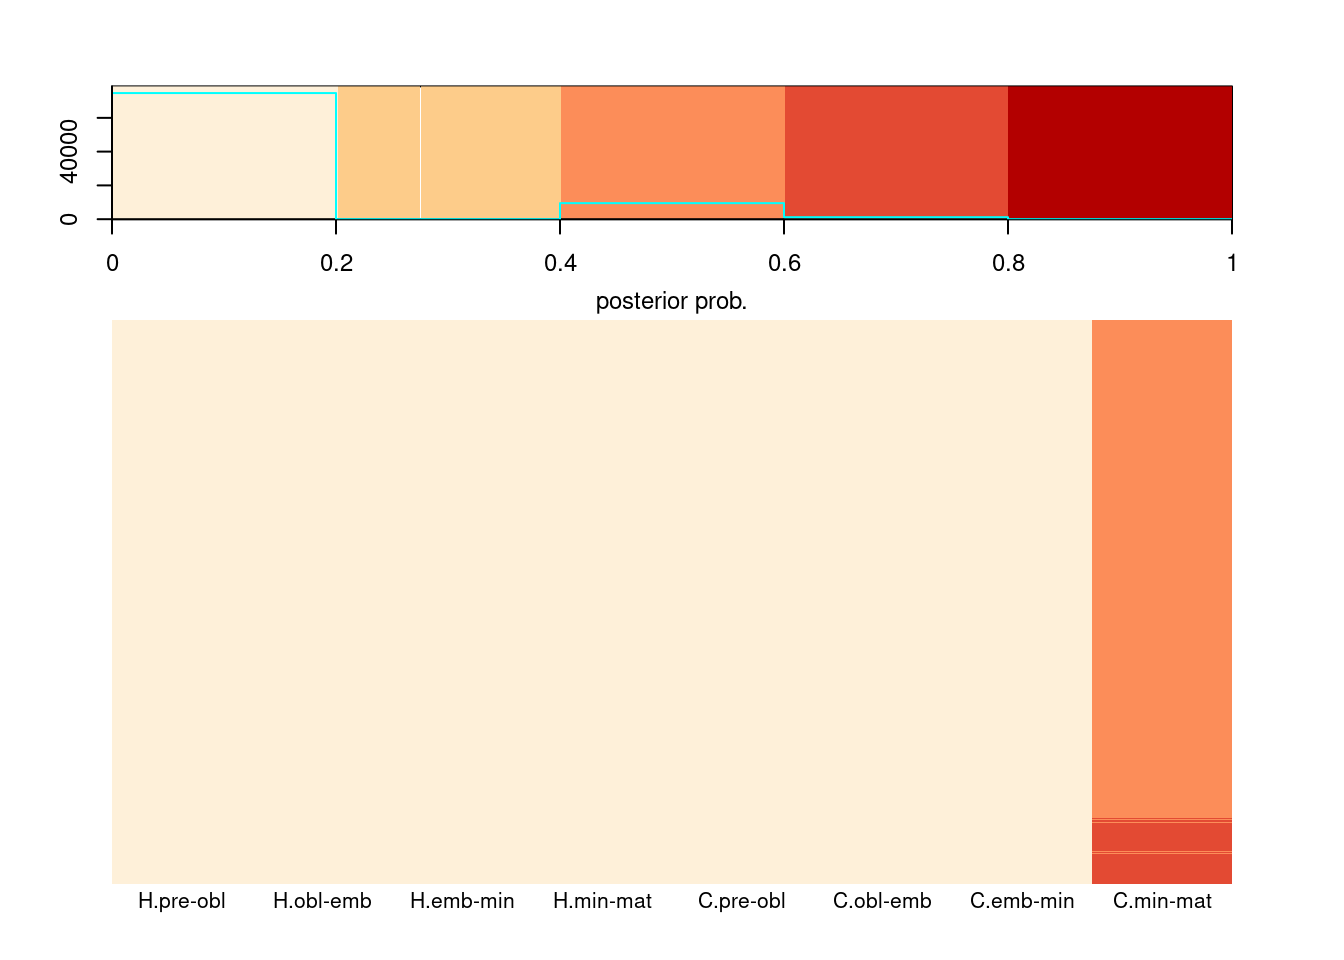 40000
0
0 0.2 0.4 0.6 0.8 1
posterior prob.
H.pre-obl H.obl-emb H.emb-min H.min-mat C.pre-obl C.obl-emb C.emb-min C.min-mat